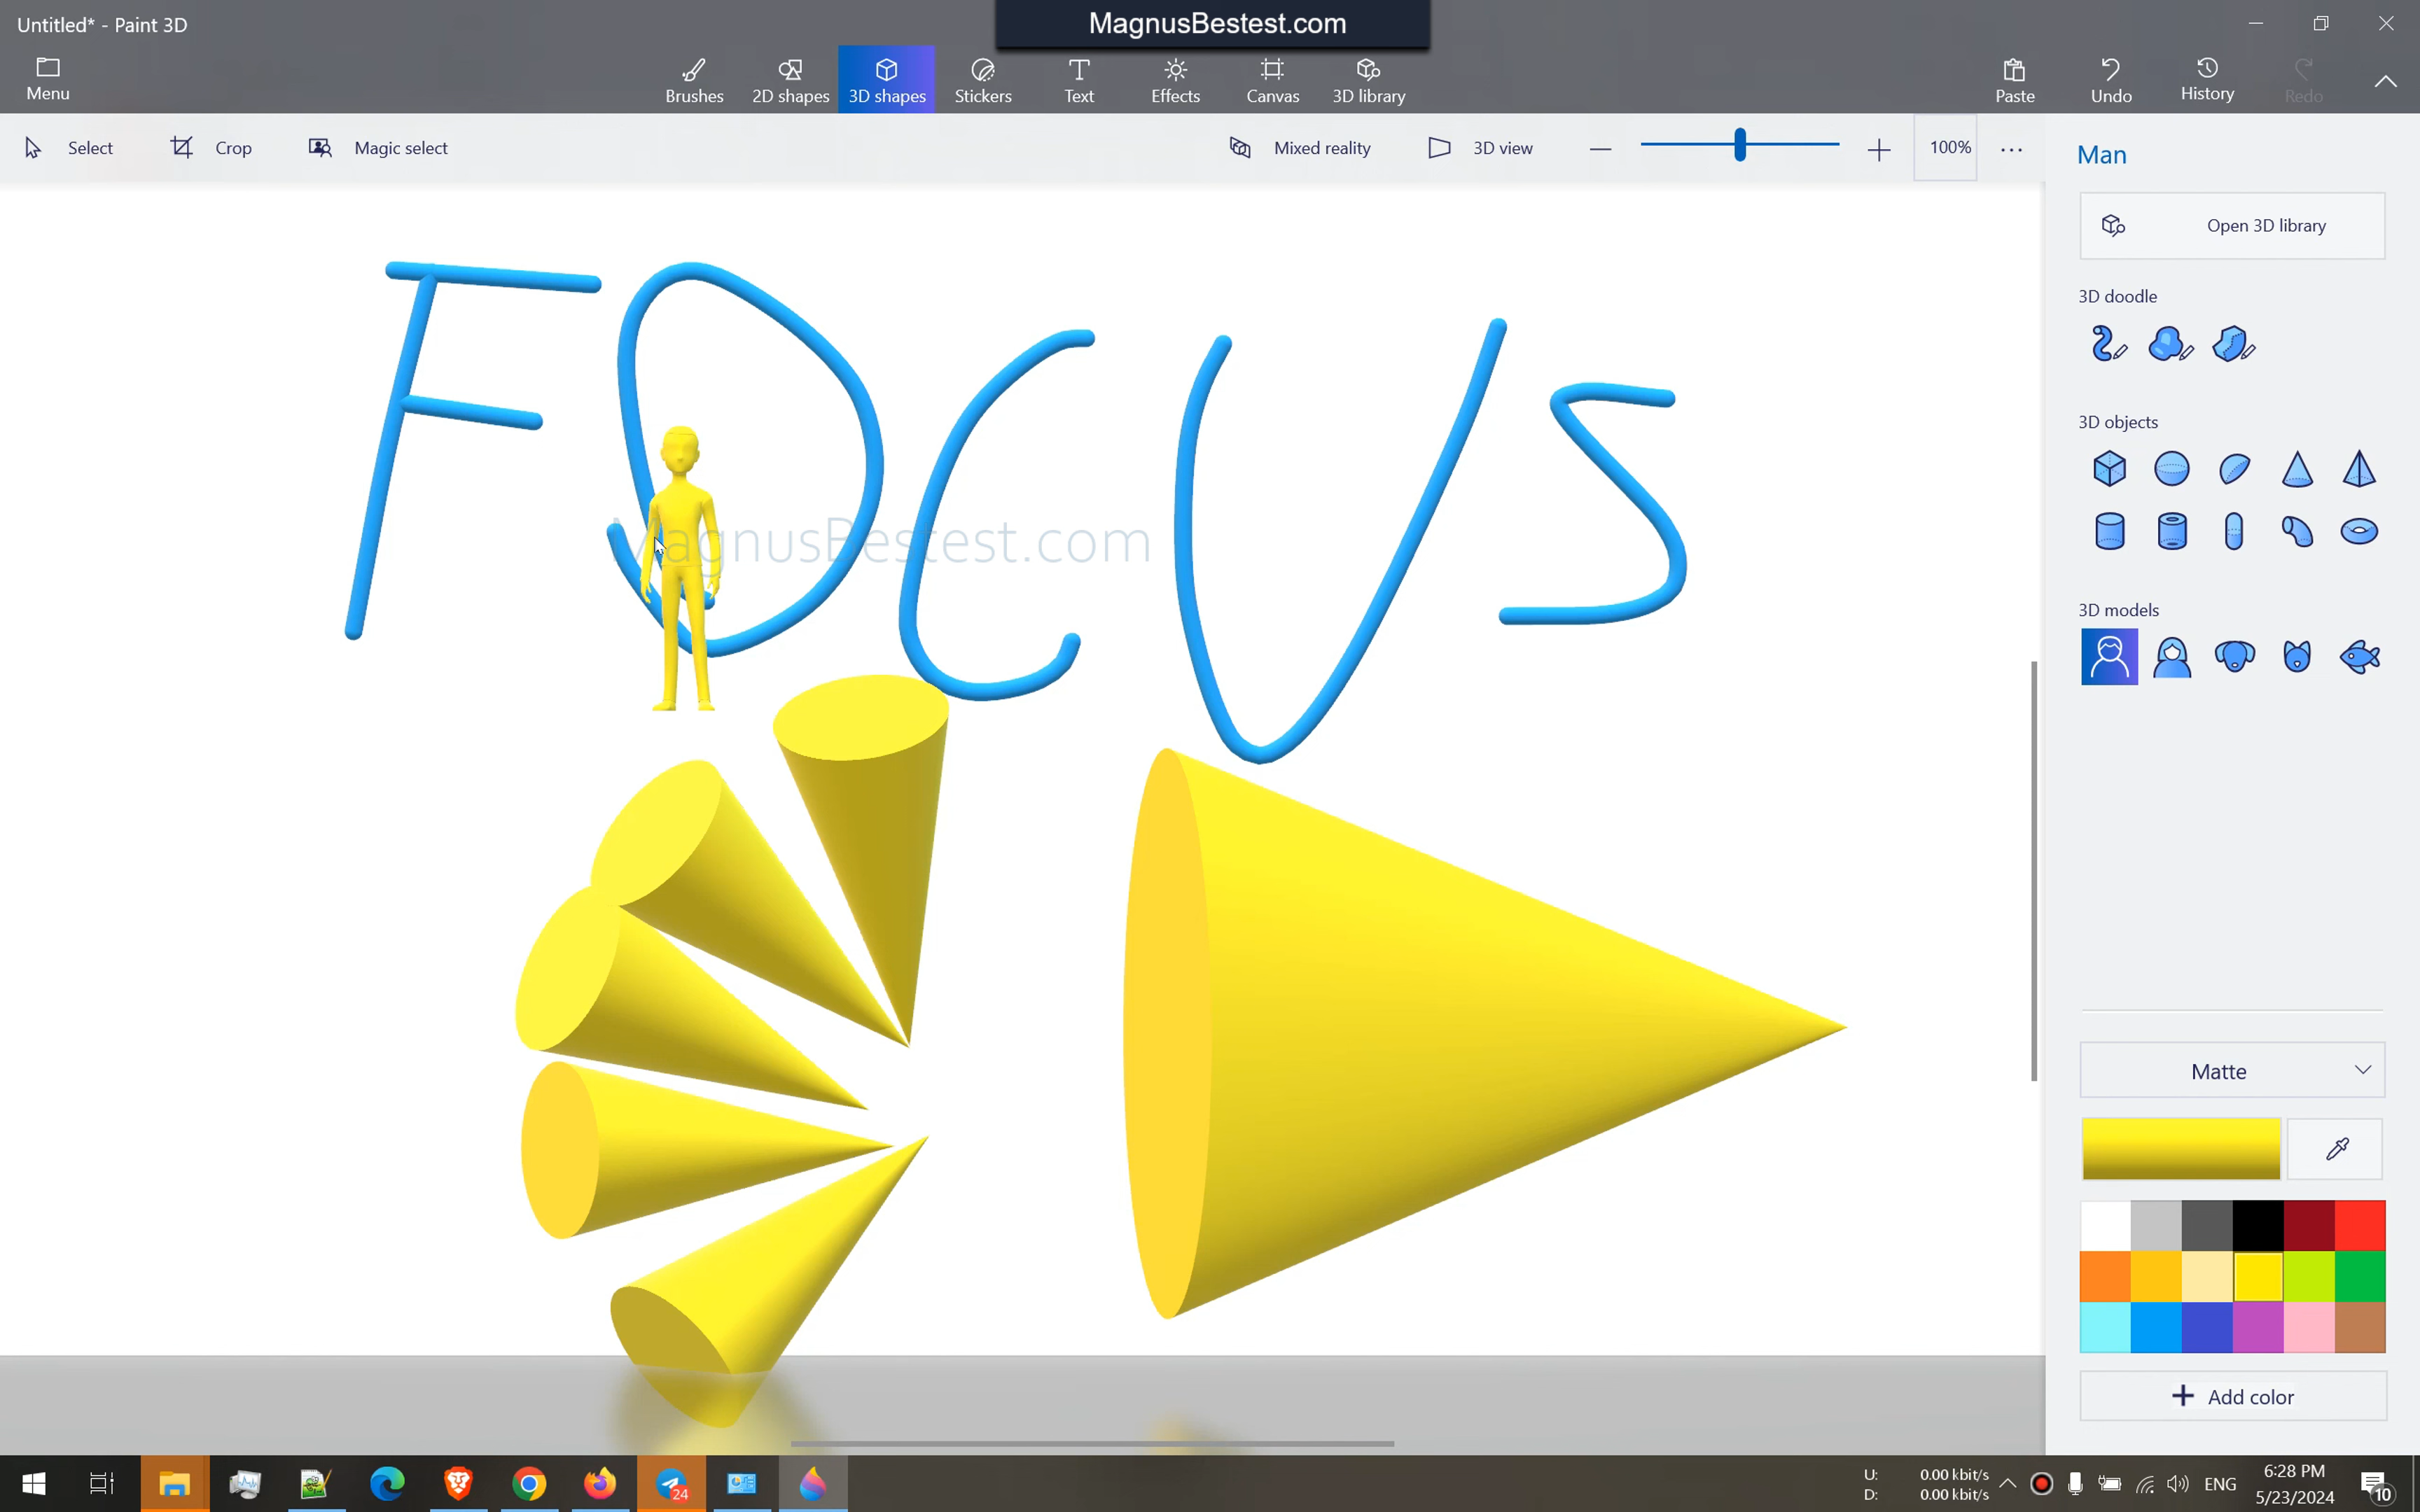 Untitled* - Paint 3D
MagnusBestest.com
Menu
Brushes 2D shapes 3D shapes Stickers Text Effects Canvas 3D library
Paste Undo History Redo
Select Crop Magic select
Mixed reality 3D view 100%
Man
Open 3D library
3D doodle
3D objects
3D models
FOCUS
MagnusBestest.com
Matte
Add color
24
U: 0.00 kbit/s
D: 0.00 kbit/s
ENG
6:28 PM
5/23/2024
10